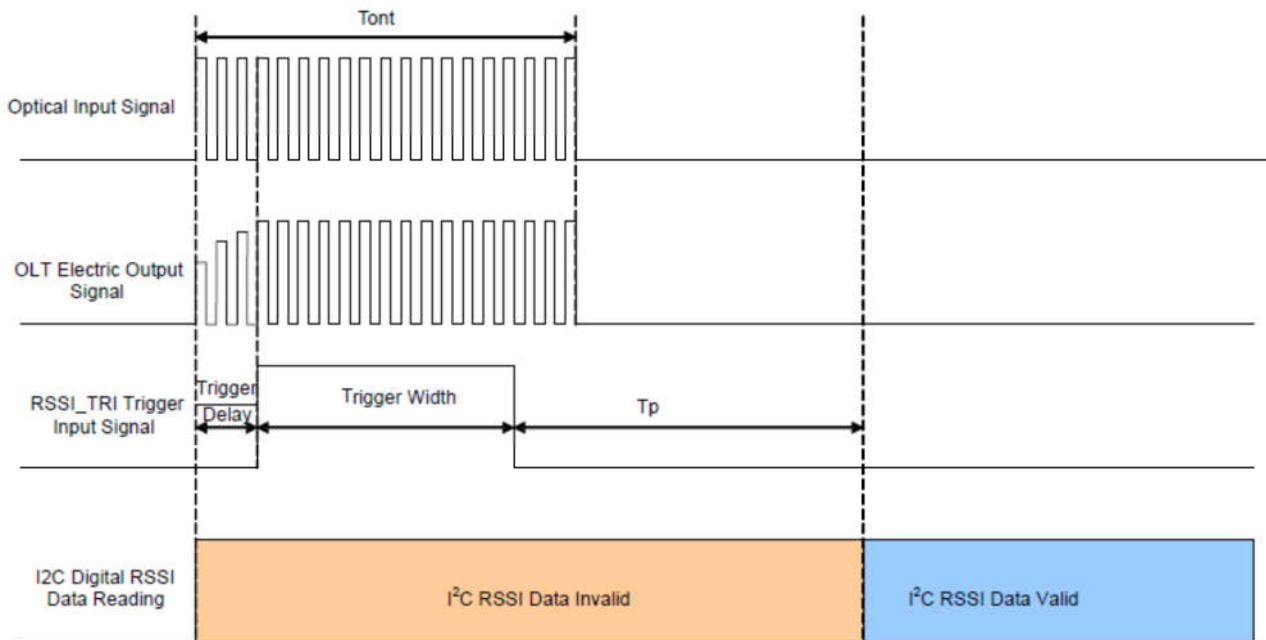 Tont
Optical Input Signal
OLT Electric Output
Signal
RSSI_TRI Trigger
Input Signal
Trigger
Delay
Trigger Width
Tp
I2C Digital RSSI
Data Reading
I²C RSSI Data Invalid
I²C RSSI Data Valid